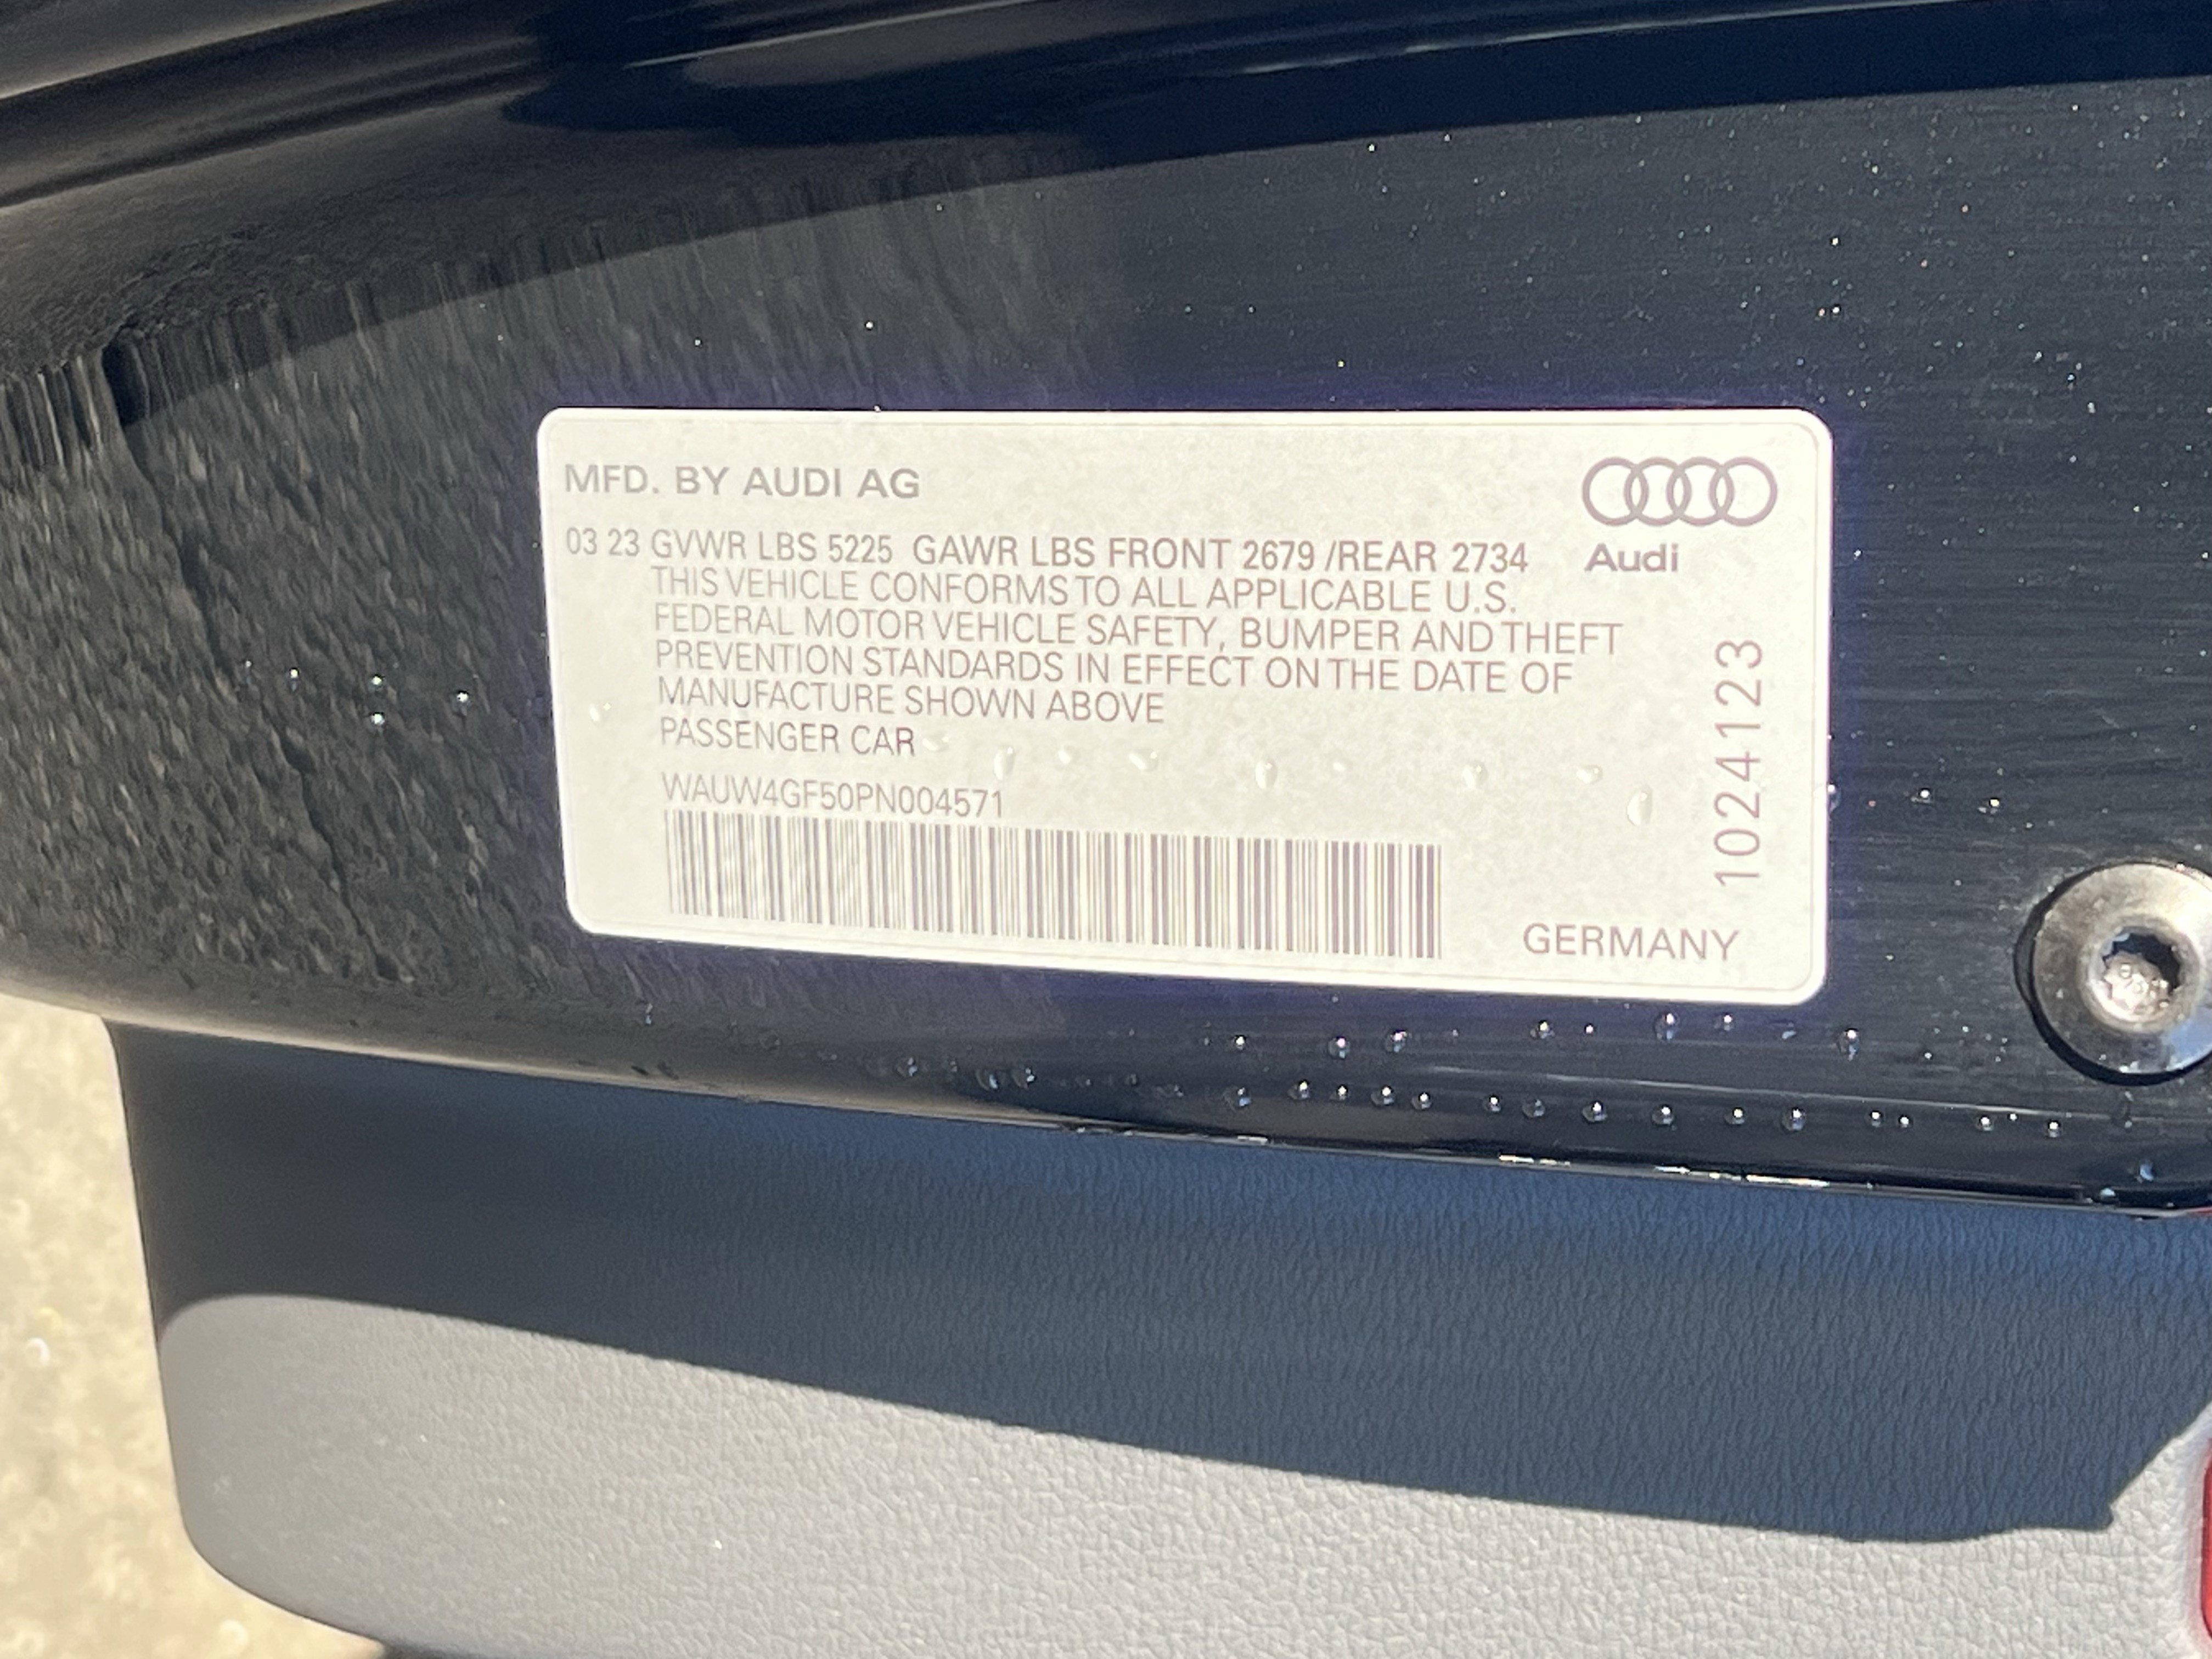 MFD. BY AUDI AG
03 23 GVWR LBS 5225 GAWR LBS FRONT 2679 /REAR 2734
THIS VEHICLE CONFORMS TO ALL APPLICABLE U.S.
FEDERAL MOTOR VEHICLE SAFETY, BUMPER AND THEFT
PREVENTION STANDARDS IN EFFECT ON THE DATE OF
MANUFACTURE SHOWN ABOVE
PASSENGER CAR
WAUW4GF50PN004571
Audi
1024123
GERMANY